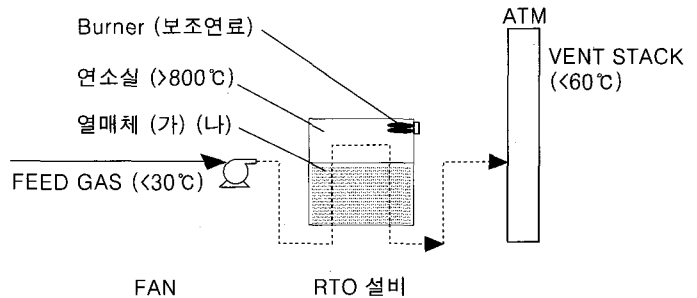 ATM
Burner (보조연료)
VENT STACK
(<60℃)
연소실 (>800℃)
열매체 (가) (나)
FEED GAS (<30℃)
FAN
RTO 설비